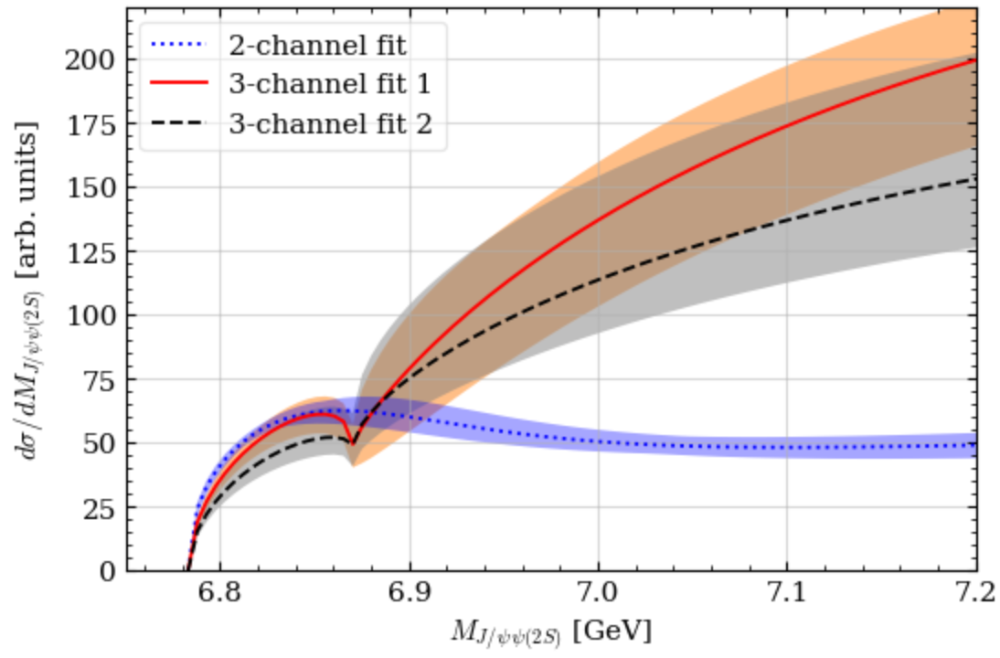 2-channel fit
3-channel fit 1
3-channel fit 2
dσ/dM_{J/ψψ(2S)} [arb. units]
200
175
150
125
100
75
50
25
0
6.8 6.9 7.0 7.1 7.2
M_{J/ψψ(2S)} [GeV]